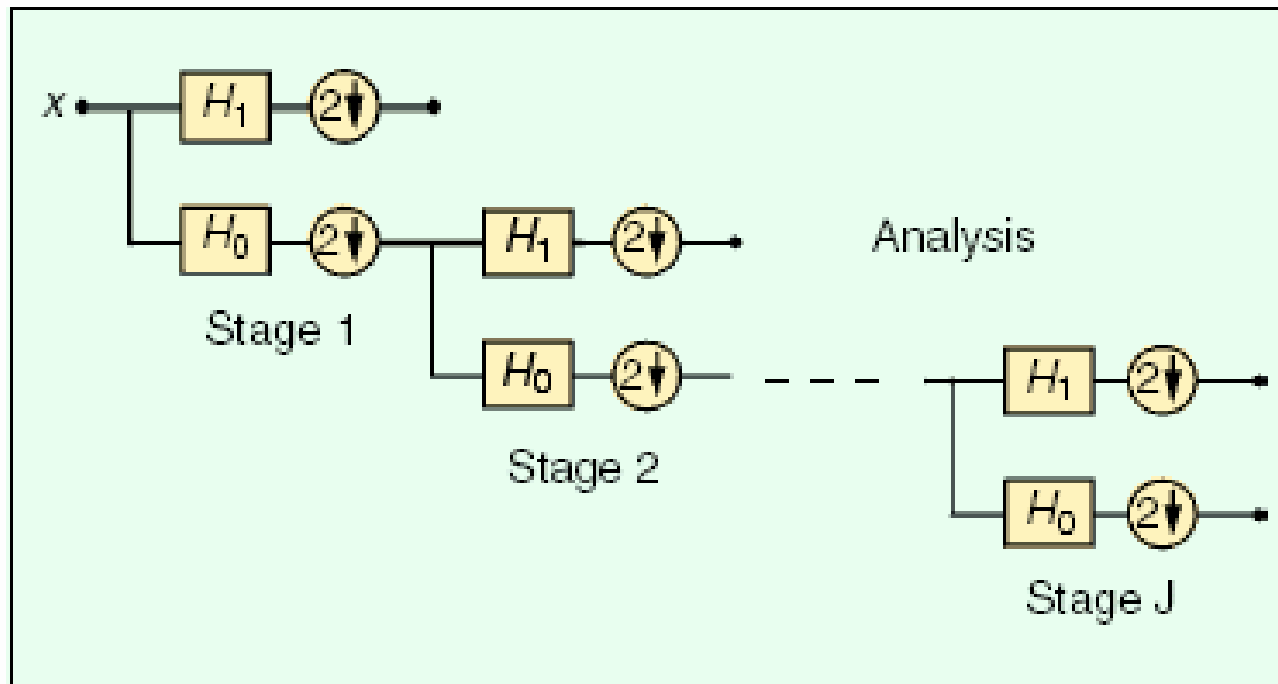 x H₁ 2↓
H₀ 2↓ H₁ 2↓ Analysis
Stage 1
H₀ 2↓ H₁ 2↓
Stage 2
H₀ 2↓
Stage J